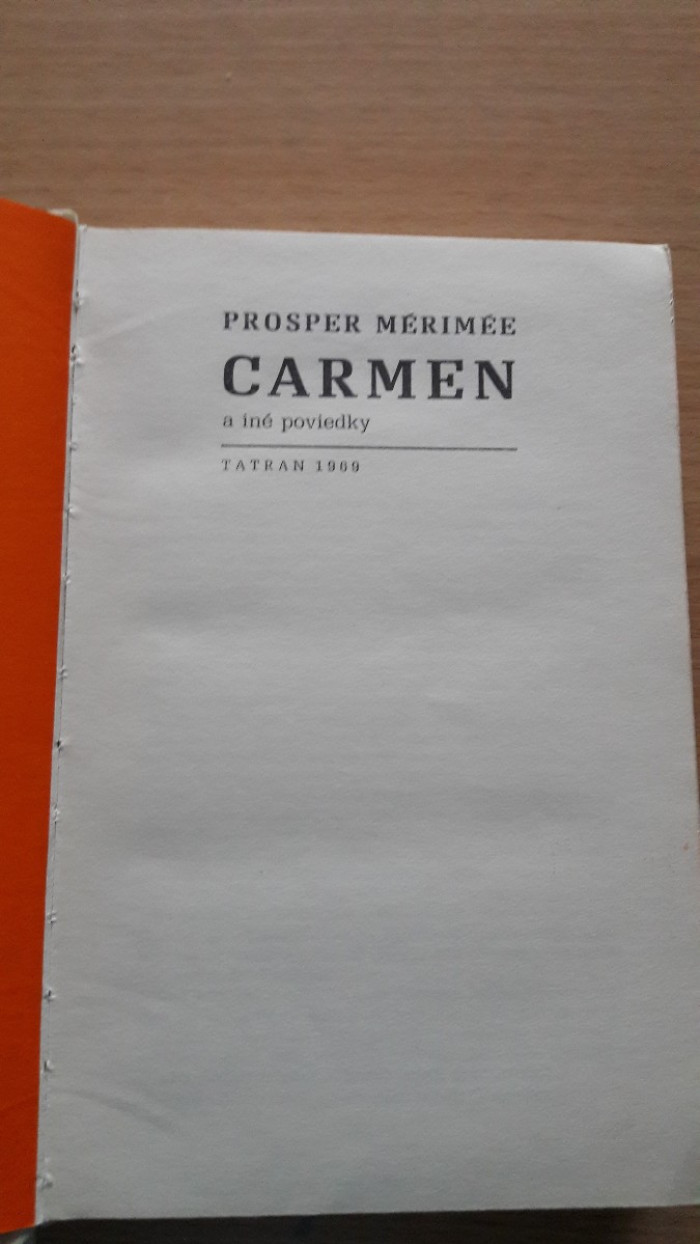 PROSPER MÉRIMÉE
CARMEN
a iné poviedky
TATRAN 1969